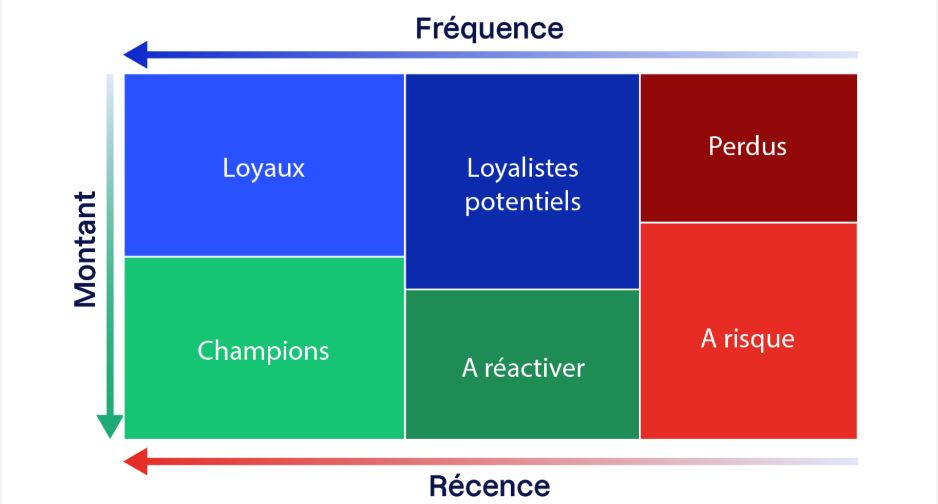 Fréquence
Montant
Loyaux
Loyalistes
potentiels
Perdus
Champions
A réactiver
A risque
Récence